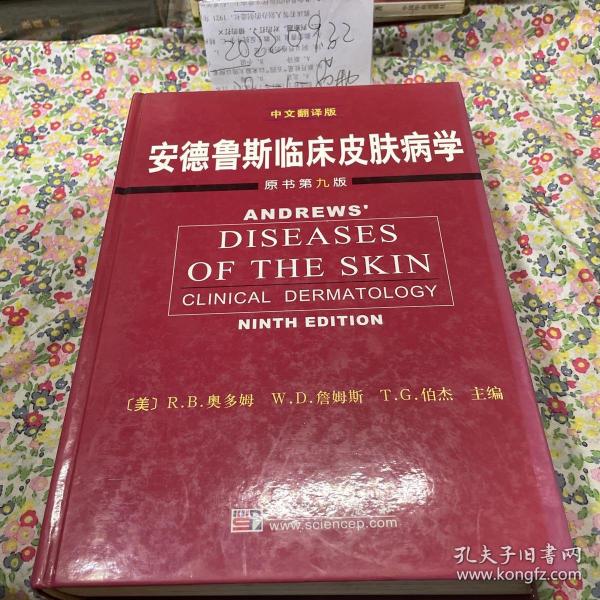 中文翻译版
安德鲁斯临床皮肤病学
原书第九版
ANDREWS'
DISEASES
OF THE SKIN
CLINICAL DERMATOLOGY
NINTH EDITION
〔美〕R.B.奥多姆 W.D.詹姆斯 T.G.伯杰 主编
www.sciencep.com
孔夫子旧书网
www.kongfz.com